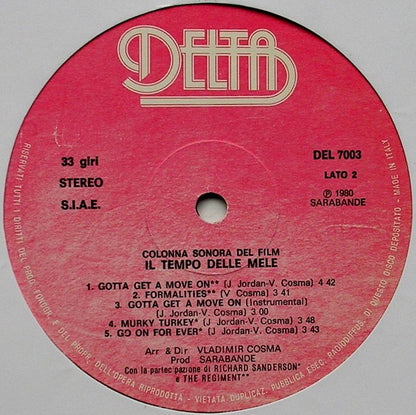 DELTA
33 giri
STEREO
S.I.A.E.
DEL 7003
LATO 2
Ⓟ 1980
SARABANDE
COLONNA SONORA DEL FILM
IL TEMPO DELLE MELE
1. GOTTA GET A MOVE ON** (J. Jordan-V. Cosma) 4 42
2. FORMALITIES** (V Cosma) 3 41
3. GOTTA GET A MOVE ON (Instrumental)
(J. Jordan-V. Cosma) 3.00
4. MURKY TURKEY* (J. Jordan-V. Cosma) 3 48
5. GO ON FOR EVER* (J. Jordan-V. Cosma) 3.43
Arr & Dir VLADIMIR COSMA
Prod SARABANDE
Con la partecipazione di RICHARD SANDERSON*
e THE REGIMENT**
RISERVATI TUTTI I DIRITTI DEL PROD. FONOGR. E DEL PROPR. DELL'OPERA RIPRODOTTA - VIETATA DUPLICAZ. PUBBLICA ESEC. RADIODIFFUS. DI QUESTO DISCO DEPOSITATO - MADE IN ITALY